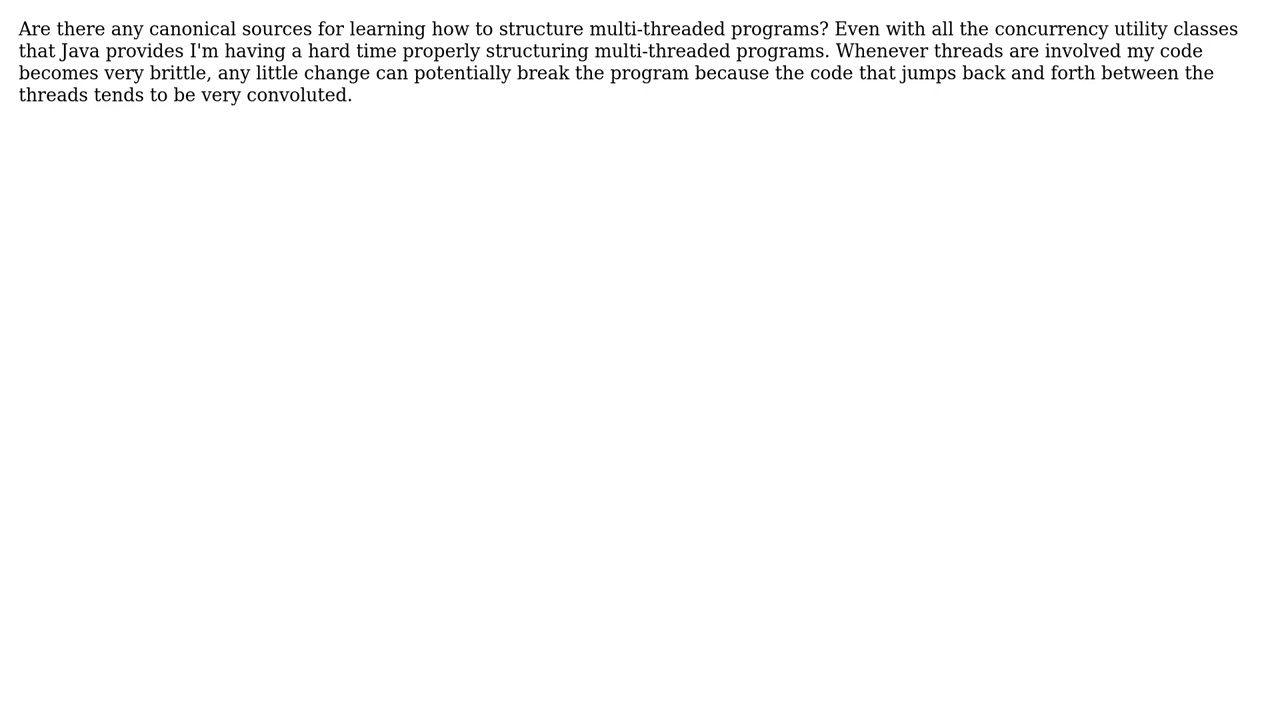 Are there any canonical sources for learning how to structure multi-threaded programs? Even with all the concurrency utility classes
that Java provides I'm having a hard time properly structuring multi-threaded programs. Whenever threads are involved my code
becomes very brittle, any little change can potentially break the program because the code that jumps back and forth between the
threads tends to be very convoluted.